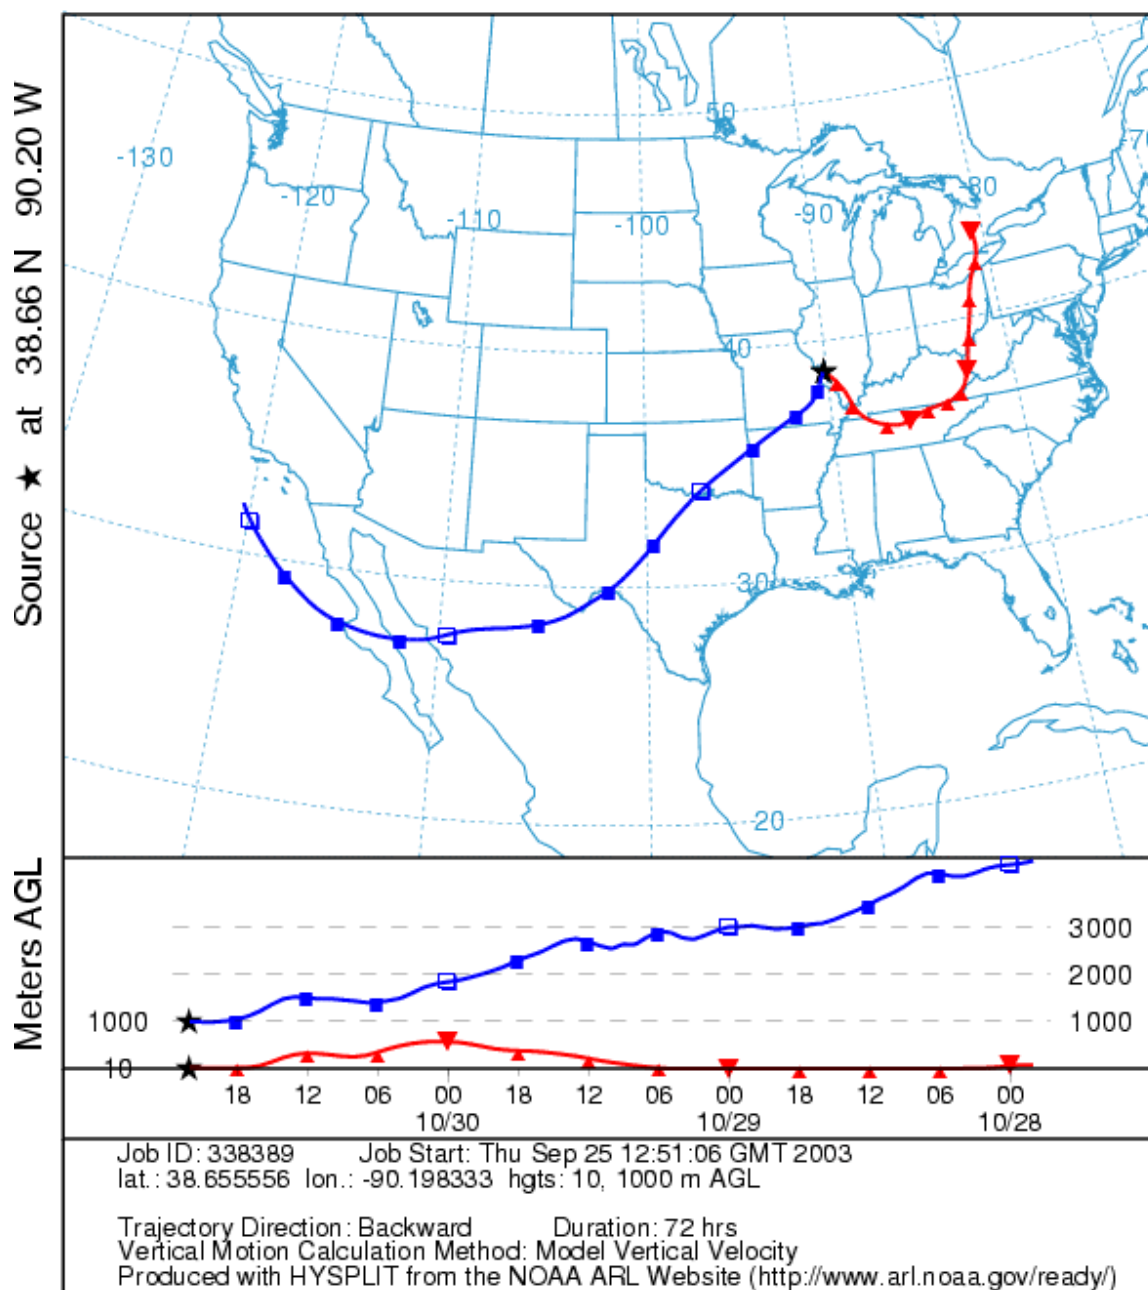 Source ★ at 38.66 N 90.20 W
50
-70
-130
-80
-120
-90
-110
-100
40
30
20
Meters AGL
3000
2000
1000 1000
10
18 12 06 00 18 12 06 00 18 12 06 00
10/30 10/29 10/28
Job ID: 338389 Job Start: Thu Sep 25 12:51:06 GMT 2003
lat.: 38.655556 lon.: -90.198333 hgts: 10, 1000 m AGL
Trajectory Direction: Backward Duration: 72 hrs
Vertical Motion Calculation Method: Model Vertical Velocity
Produced with HYSPLIT from the NOAA ARL Website (http://www.arl.noaa.gov/ready/)